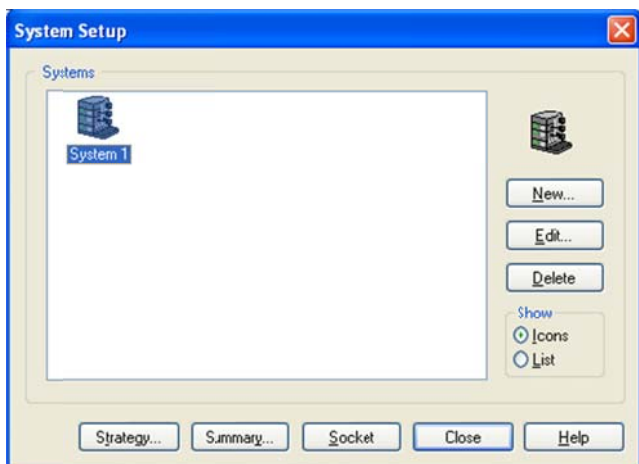 System Setup
Systems
System 1
New...
Edit...
Delete
Show
Icons
List
Strategy... Summary... Socket Close Help